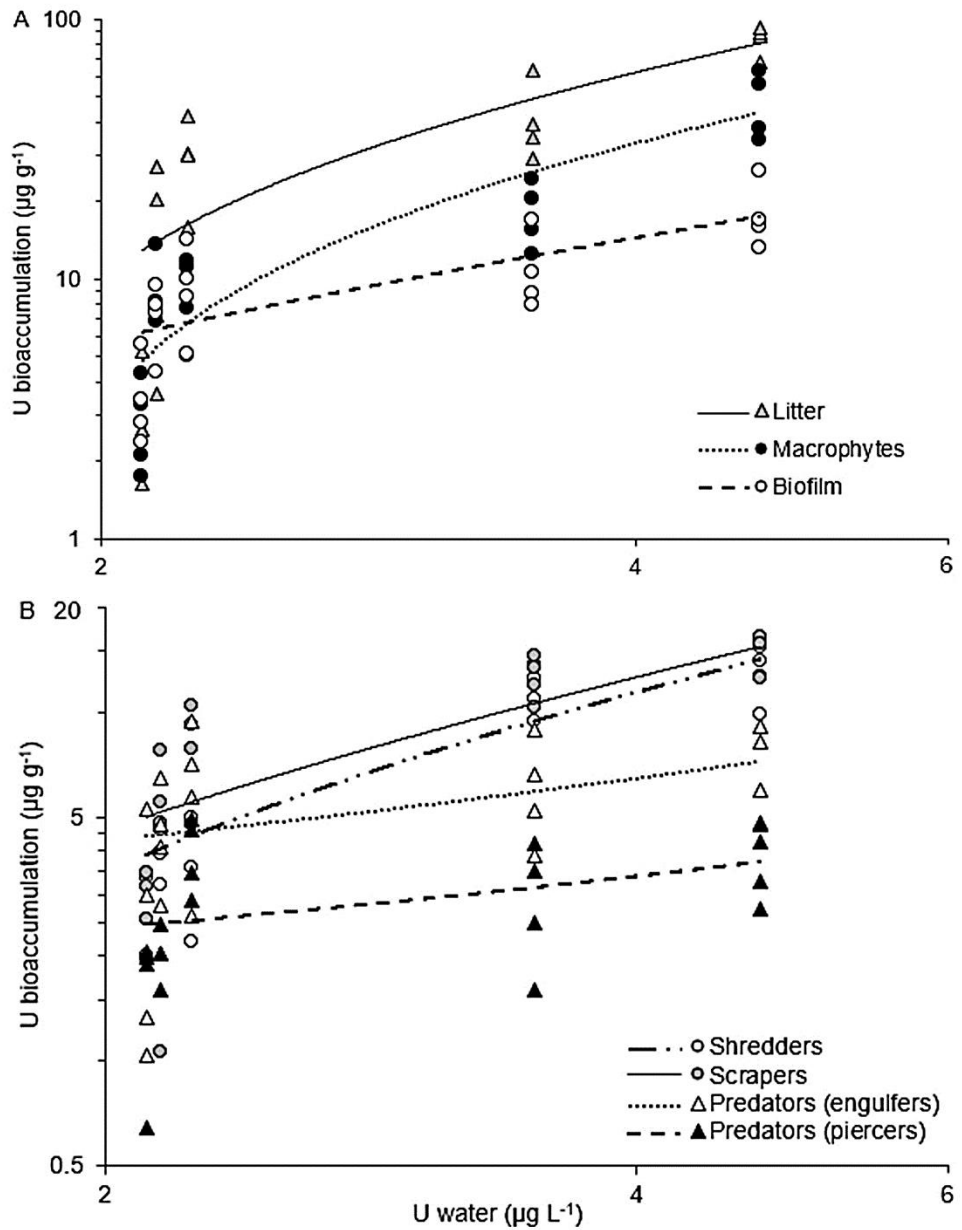 A
100
U bioaccumulation (µg g⁻¹)
10
Litter
Macrophytes
Biofilm
1
2
4
6
B
20
U bioaccumulation (µg g⁻¹)
5
Shredders
Scrapers
Predators (engulfers)
Predators (piercers)
0.5
2
4
6
U water (µg L⁻¹)